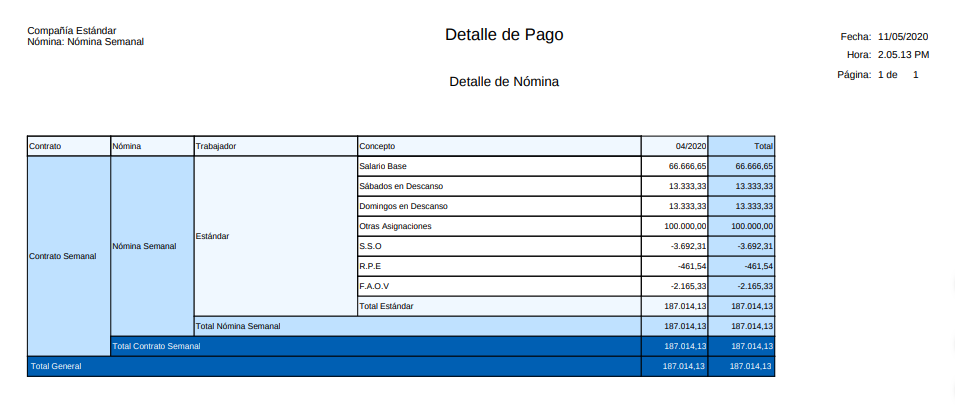 Compañía Estándar
Nómina: Nómina Semanal
Detalle de Pago
Detalle de Nómina
Fecha: 11/05/2020
Hora: 2.05.13 PM
Página: 1 de 1
Contrato Nómina Trabajador Concepto 04/2020 Total
Salario Base 66.666,65 66.666,65
Sábados en Descanso 13.333,33 13.333,33
Domingos en Descanso 13.333,33 13.333,33
Otras Asignaciones 100.000,00 100.000,00
Estándar
S.S.O -3.692,31 -3.692,31
Nómina Semanal
Contrato Semanal
R.P.E -461,54 -461,54
F.A.O.V -2.165,33 -2.165,33
Total Estándar 187.014,13 187.014,13
Total Nómina Semanal 187.014,13 187.014,13
Total Contrato Semanal 187.014,13 187.014,13
Total General 187.014,13 187.014,13